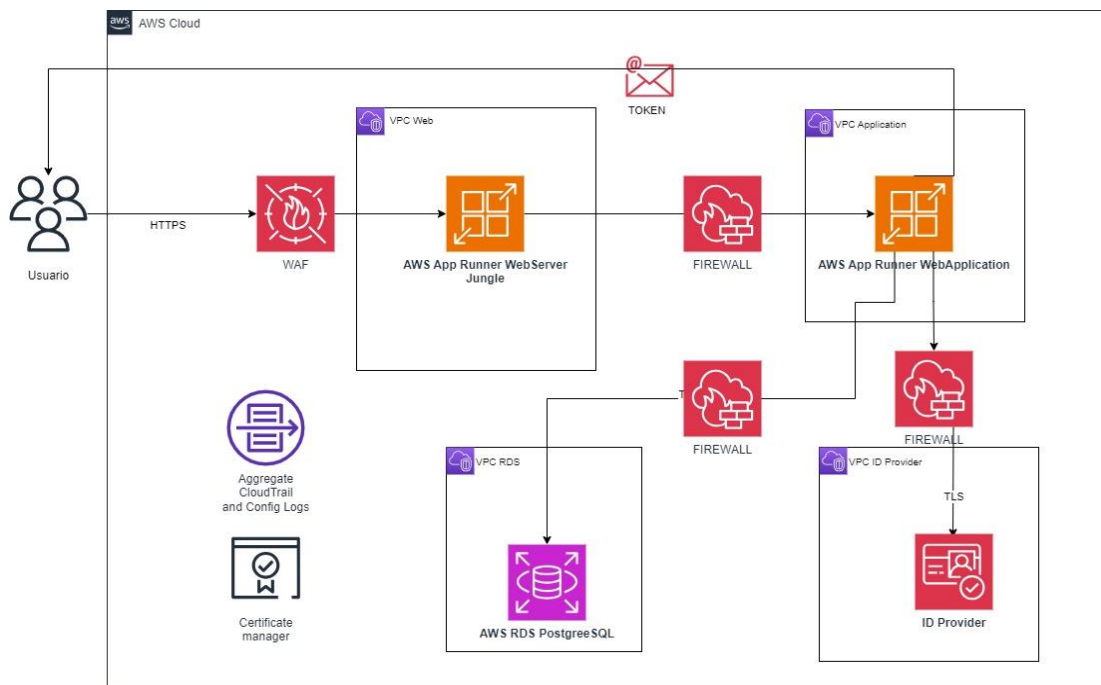 aws
AWS Cloud
@
TOKEN
VPC Web
VPC Application
HTTPS
Usuario
WAF
AWS App Runner WebServer
Jungle
FIREWALL
AWS App Runner WebApplication
FIREWALL
FIREWALL
Aggregate
CloudTrail
and Config Logs
VPC RDS
VPC ID Provider
TLS
Certificate
manager
AWS RDS PostgreeSQL
ID Provider